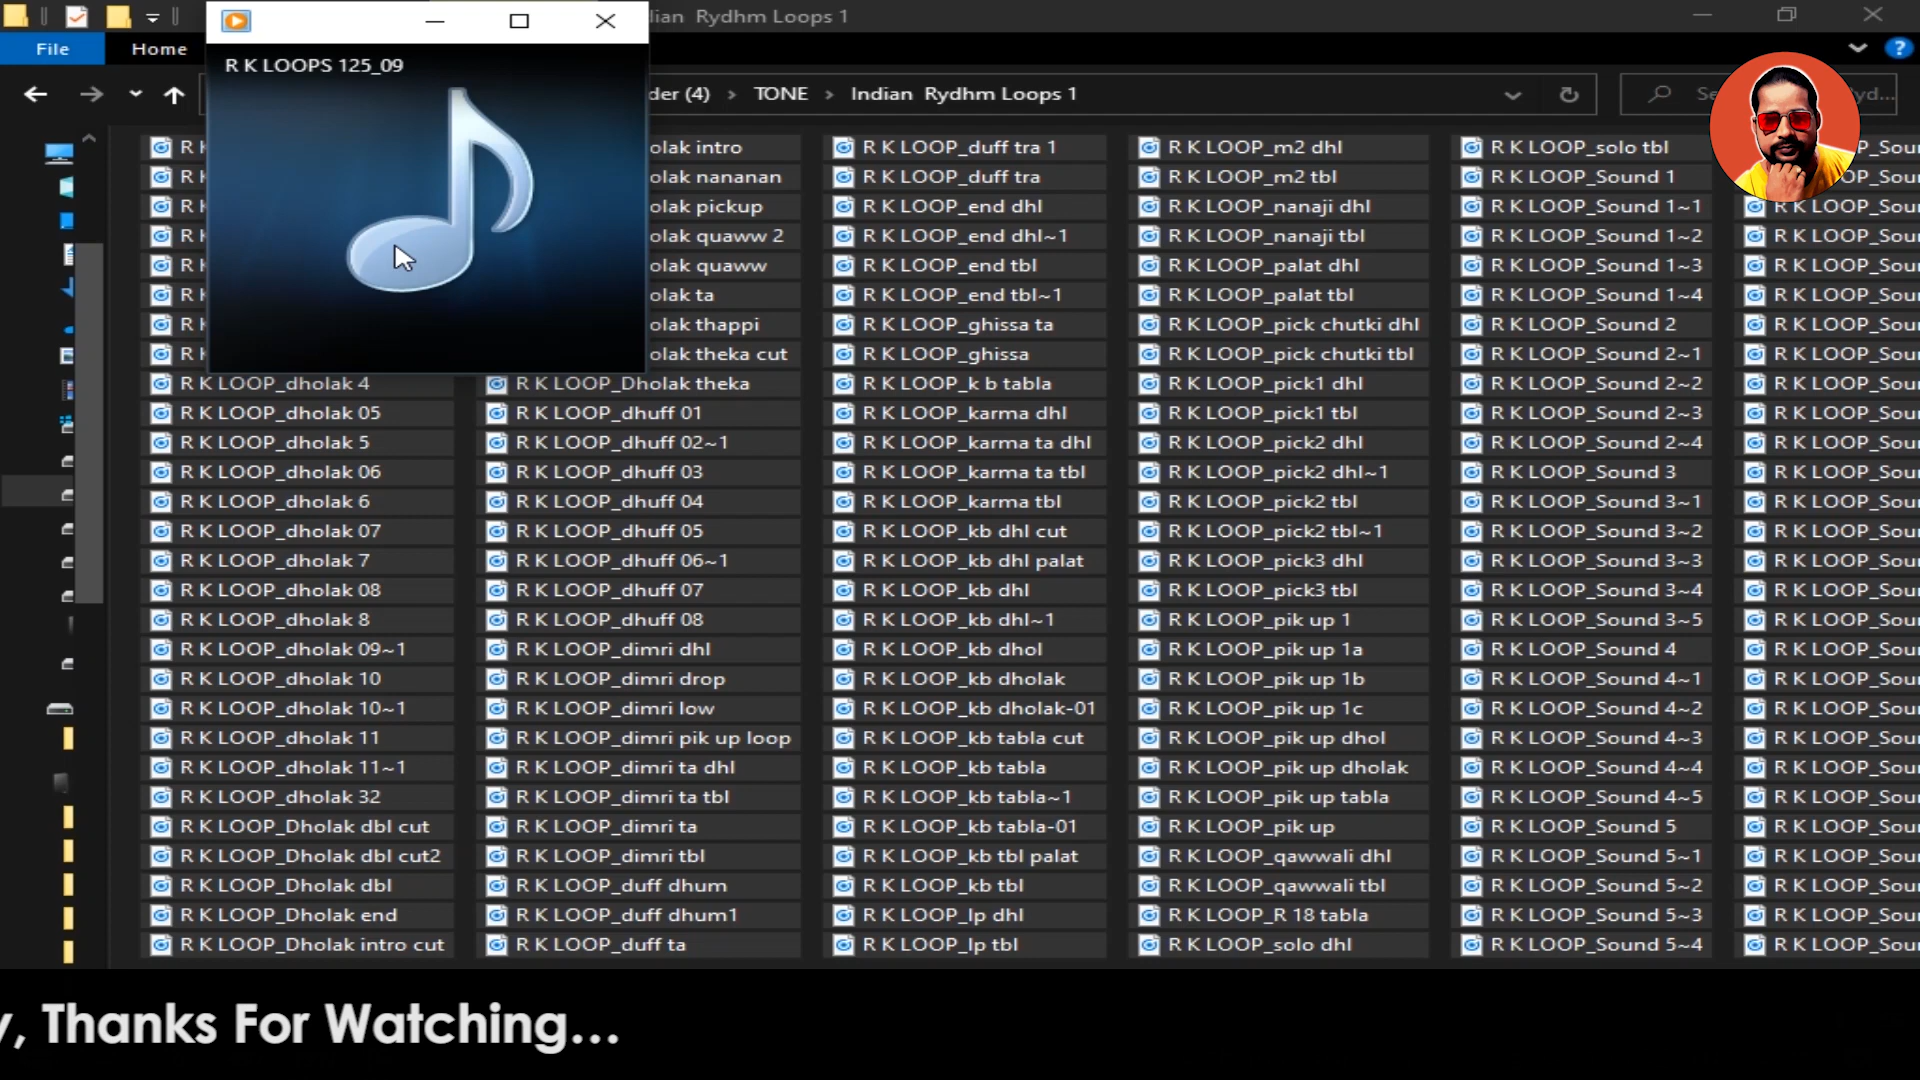 Indian Rydhm Loops 1
File
Home
R K LOOPS 125_09
der (4) > TONE > Indian Rydhm Loops 1
R K LOOP_dholak 4
R K LOOP_dholak 05
R K LOOP_dholak 5
R K LOOP_dholak 06
R K LOOP_dholak 6
R K LOOP_dholak 07
R K LOOP_dholak 7
R K LOOP_dholak 08
R K LOOP_dholak 8
R K LOOP_dholak 09~1
R K LOOP_dholak 10
R K LOOP_dholak 10~1
R K LOOP_dholak 11
R K LOOP_dholak 11~1
R K LOOP_dholak 32
R K LOOP_Dholak dbl cut
R K LOOP_Dholak dbl cut2
R K LOOP_Dholak dbl
R K LOOP_Dholak end
R K LOOP_Dholak intro cut
olak intro
olak nananan
olak pickup
olak quaww 2
olak quaww
olak ta
olak thappi
olak theka cut
R K LOOP_Dholak theka
R K LOOP_dhuff 01
R K LOOP_dhuff 02~1
R K LOOP_dhuff 03
R K LOOP_dhuff 04
R K LOOP_dhuff 05
R K LOOP_dhuff 06~1
R K LOOP_dhuff 07
R K LOOP_dhuff 08
R K LOOP_dimri dhl
R K LOOP_dimri drop
R K LOOP_dimri low
R K LOOP_dimri pik up loop
R K LOOP_dimri ta dhl
R K LOOP_dimri ta tbl
R K LOOP_dimri ta
R K LOOP_dimri tbl
R K LOOP_duff dhum
R K LOOP_duff dhum1
R K LOOP_duff ta
R K LOOP_duff tra 1
R K LOOP_duff tra
R K LOOP_end dhl
R K LOOP_end dhl~1
R K LOOP_end tbl
R K LOOP_end tbl~1
R K LOOP_ghissa ta
R K LOOP_ghissa
R K LOOP_k b tabla
R K LOOP_karma dhl
R K LOOP_karma ta dhl
R K LOOP_karma ta tbl
R K LOOP_karma tbl
R K LOOP_kb dhl cut
R K LOOP_kb dhl palat
R K LOOP_kb dhl
R K LOOP_kb dhl~1
R K LOOP_kb dhol
R K LOOP_kb dholak
R K LOOP_kb dholak-01
R K LOOP_kb tabla cut
R K LOOP_kb tabla
R K LOOP_kb tabla~1
R K LOOP_kb tabla-01
R K LOOP_kb tbl palat
R K LOOP_kb tbl
R K LOOP_lp dhl
R K LOOP_lp tbl
R K LOOP_m2 dhl
R K LOOP_m2 tbl
R K LOOP_nanaji dhl
R K LOOP_nanaji tbl
R K LOOP_palat dhl
R K LOOP_palat tbl
R K LOOP_pick chutki dhl
R K LOOP_pick chutki tbl
R K LOOP_pick1 dhl
R K LOOP_pick1 tbl
R K LOOP_pick2 dhl
R K LOOP_pick2 dhl~1
R K LOOP_pick2 tbl
R K LOOP_pick2 tbl~1
R K LOOP_pick3 dhl
R K LOOP_pick3 tbl
R K LOOP_pik up 1
R K LOOP_pik up 1a
R K LOOP_pik up 1b
R K LOOP_pik up 1c
R K LOOP_pik up dhol
R K LOOP_pik up dholak
R K LOOP_pik up tabla
R K LOOP_pik up
R K LOOP_qawwali dhl
R K LOOP_qawwali tbl
R K LOOP_R 18 tabla
R K LOOP_solo dhl
R K LOOP_solo tbl
R K LOOP_Sound 1
R K LOOP_Sound 1~1
R K LOOP_Sound 1~2
R K LOOP_Sound 1~3
R K LOOP_Sound 1~4
R K LOOP_Sound 2
R K LOOP_Sound 2~1
R K LOOP_Sound 2~2
R K LOOP_Sound 2~3
R K LOOP_Sound 2~4
R K LOOP_Sound 3
R K LOOP_Sound 3~1
R K LOOP_Sound 3~2
R K LOOP_Sound 3~3
R K LOOP_Sound 3~4
R K LOOP_Sound 3~5
R K LOOP_Sound 4
R K LOOP_Sound 4~1
R K LOOP_Sound 4~2
R K LOOP_Sound 4~3
R K LOOP_Sound 4~4
R K LOOP_Sound 4~5
R K LOOP_Sound 5
R K LOOP_Sound 5~1
R K LOOP_Sound 5~2
R K LOOP_Sound 5~3
R K LOOP_Sound 5~4
y, Thanks For Watching...